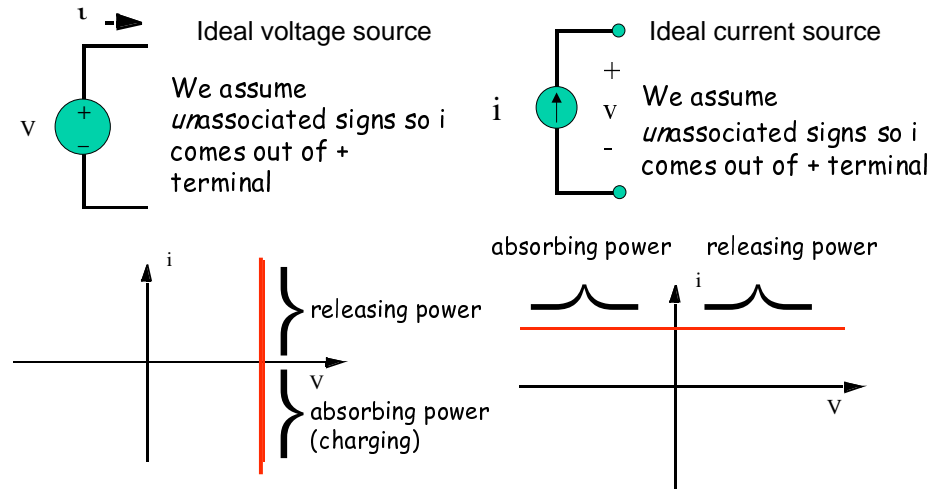 ι
Ideal voltage source
V
+
–
We assume
unassociated signs so i
comes out of +
terminal
Ideal current source
i
+
v
-
We assume
unassociated signs so i
comes out of + terminal
i
releasing power
V
absorbing power
(charging)
absorbing power
releasing power
i
V